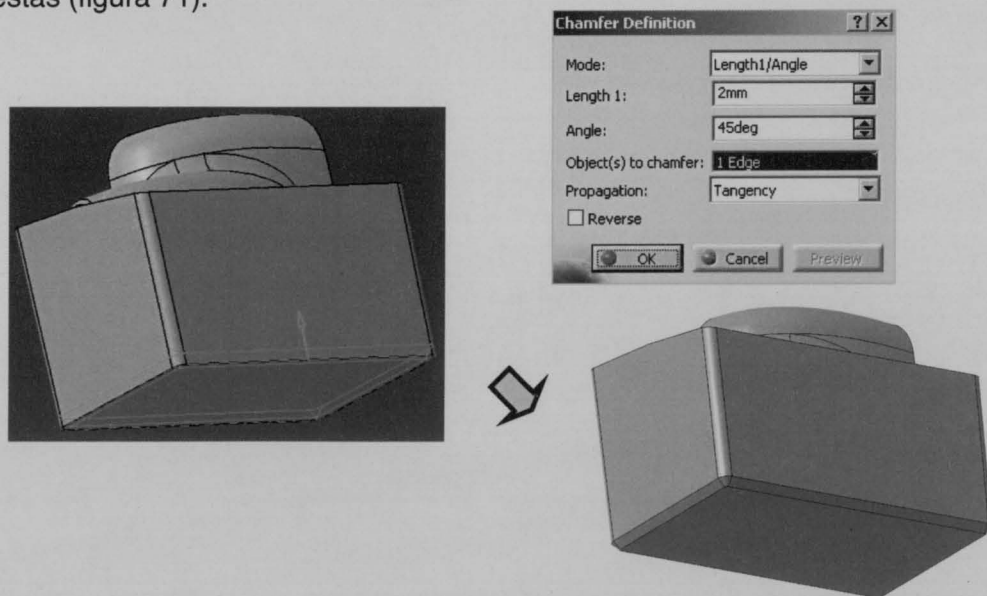 estas (figura 71).
Chamfer Definition
Mode: Length1/Angle
Length 1: 2mm
Angle: 45deg
Object(s) to chamfer: 1 Edge
Propagation: Tangency
Reverse
OK Cancel Preview